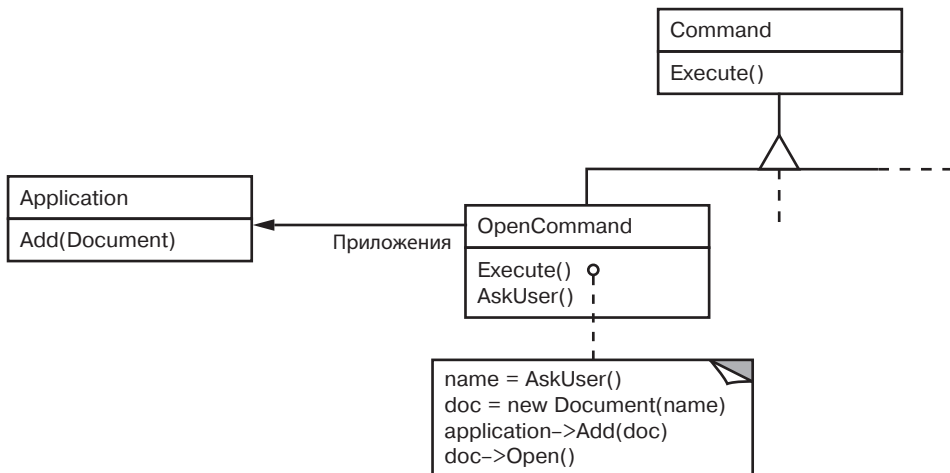 Command
Execute()
Application
Add(Document)
Приложения
OpenCommand
Execute()
AskUser()
name = AskUser()
doc = new Document(name)
application–>Add(doc)
doc–>Open()